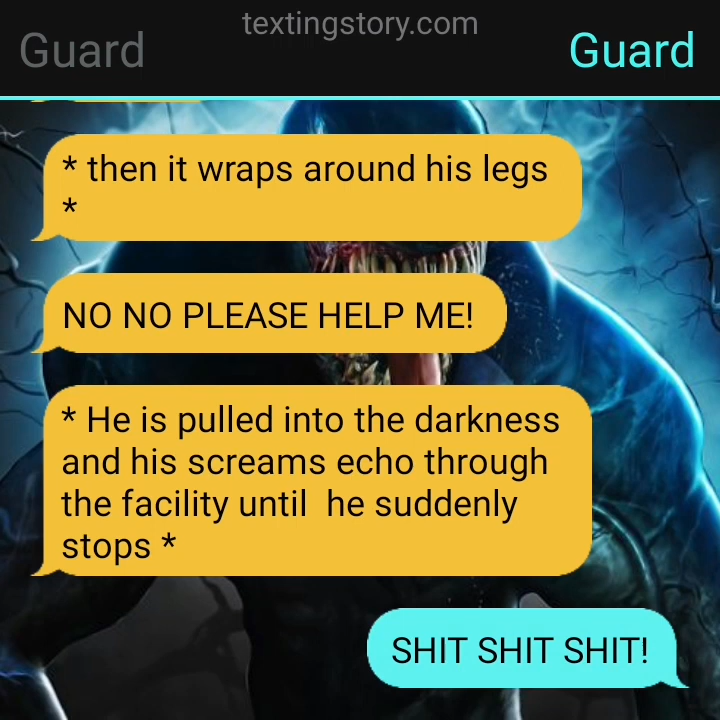 textingstory.com
Guard
Guard
* then it wraps around his legs
*
NO NO PLEASE HELP ME!
* He is pulled into the darkness
and his screams echo through
the facility until  he suddenly
stops *
SHIT SHIT SHIT!